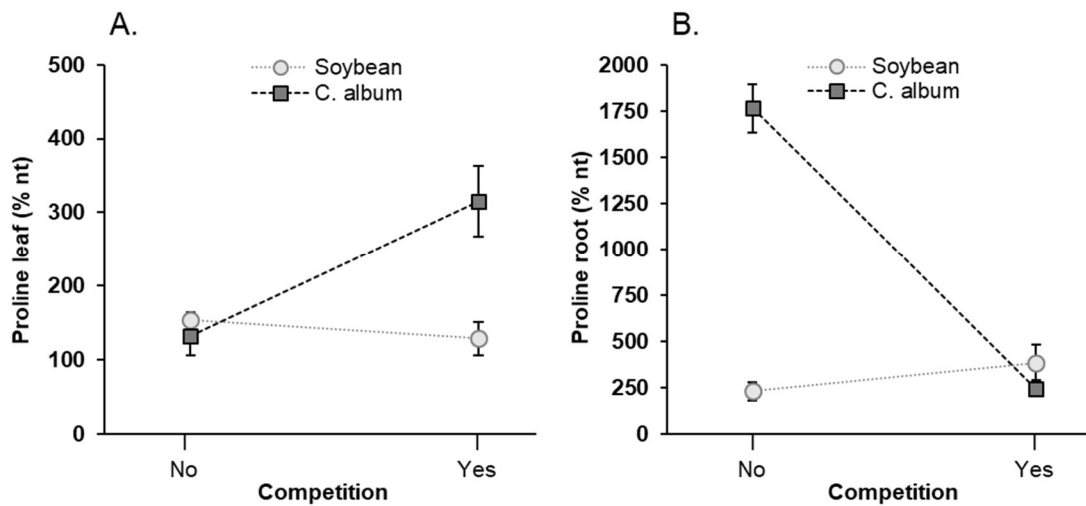 A.
Proline leaf (% nt)
500
400
300
200
100
0
Soybean
C. album
No
Yes
Competition
B.
Proline root (% nt)
2000
1750
1500
1250
1000
750
500
250
0
Soybean
C. album
No
Yes
Competition